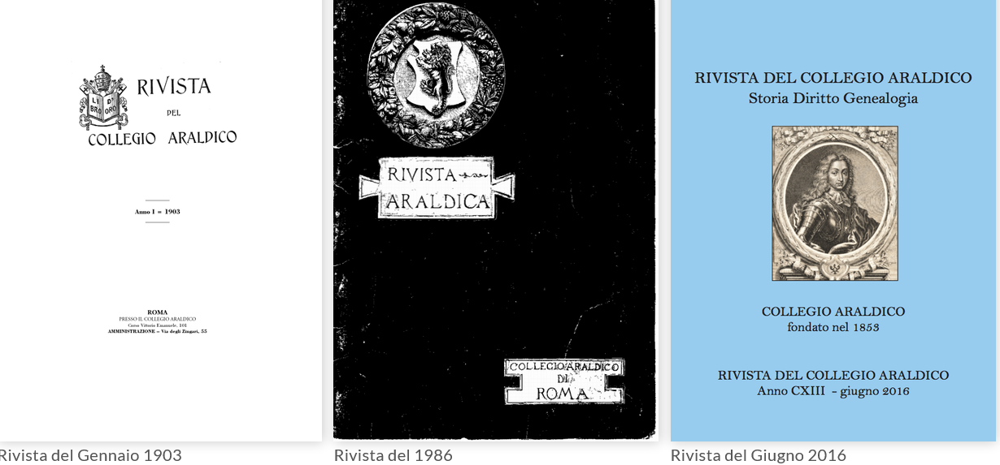 RIVISTA
DEL
COLLEGIO ARALDICO
LI
BRO
D'
ORO
Anno I = 1903
ROMA
PRESSO IL COLLEGIO ARALDICO
Corso Vittorio Emanuele, 101
AMMINISTRAZIONE – Via degli Zingari, 55
Rivista del Gennaio 1903
RIVISTA
ARALDICA
COLLEGIO ARALDICO
DI
ROMA
Rivista del 1986
RIVISTA DEL COLLEGIO ARALDICO
Storia Diritto Genealogia
COLLEGIO ARALDICO
fondato nel 1853
RIVISTA DEL COLLEGIO ARALDICO
Anno CXIII - giugno 2016
Rivista del Giugno 2016